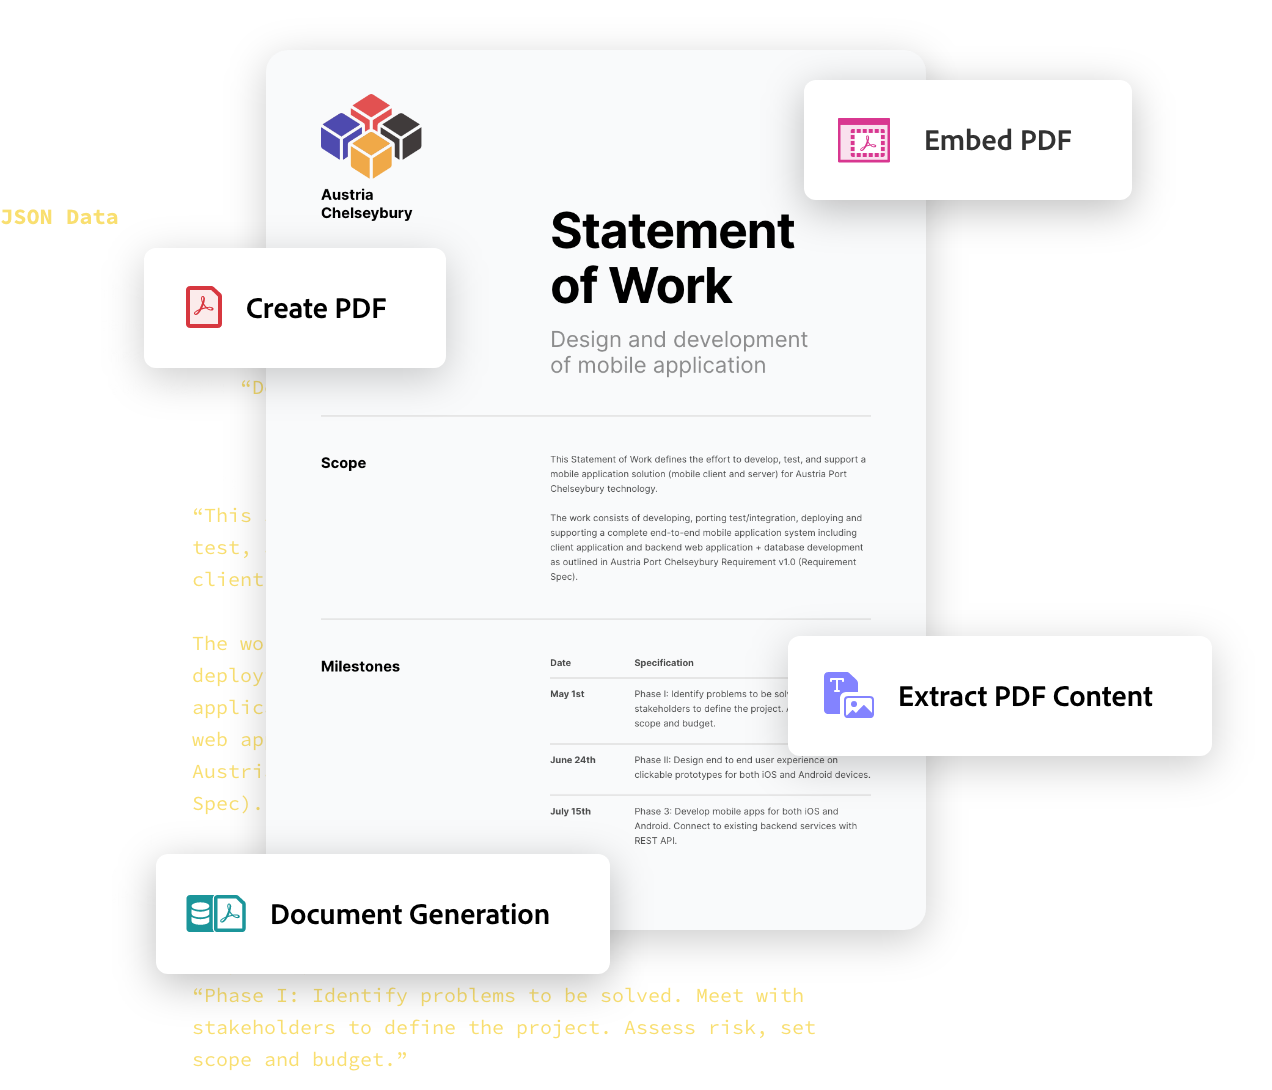 Embed PDF
Austria
Chelseybury
JSON Data
Statement
of Work
Create PDF
Design and development
of mobile application
“D
Scope
This Statement of Work defines the effort to develop, test, and support a
mobile application solution (mobile client and server) for Austria Port
Chelseybury technology.
The work consists of developing, porting test/integration, deploying and
supporting a complete end-to-end mobile application system including
client application and backend web application + database development
as outlined in Austria Port Chelseybury Requirement v1.0 (Requirement
Spec).
“This
test,
client
The wo
deploy
applic
web ap
Austri
Spec).
Milestones
Date Specification
May 1st Phase I: Identify problems to be sol
stakeholders to define the project.
scope and budget.
June 24th Phase II: Design end to end user experience on
clickable prototypes for both iOS and Android devices.
July 15th Phase 3: Develop mobile apps for both iOS and
Android. Connect to existing backend services with
REST API.
Extract PDF Content
Document Generation
“Phase I: Identify problems to be solved. Meet with
stakeholders to define the project. Assess risk, set
scope and budget.”